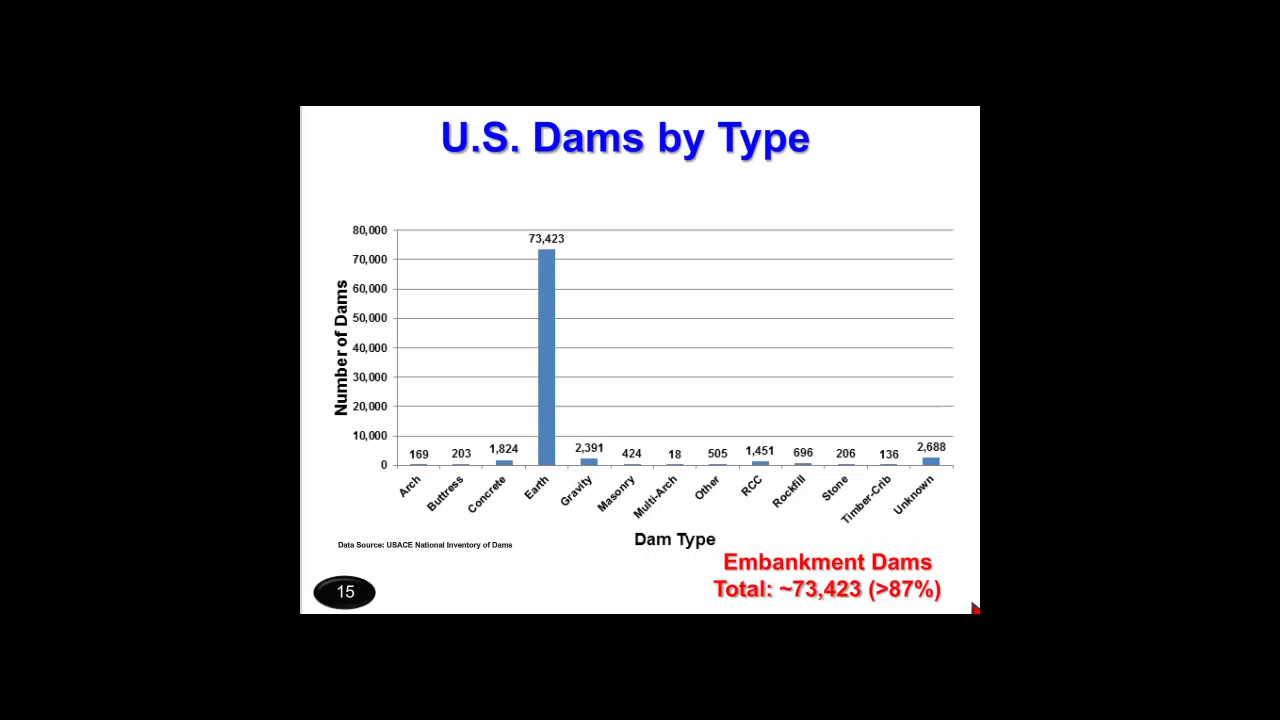 U.S. Dams by Type
80,000
70,000
60,000
50,000
40,000
30,000
20,000
10,000
0
Number of Dams
169
203
1,824
73,423
2,391
424
18
505
1,451
696
206
136
2,688
Arch
Buttress
Concrete
Earth
Gravity
Masonry
Multi-Arch
Other
RCC
Rockfill
Stone
Timber-Crib
Unknown
Dam Type
Data Source: USACE National Inventory of Dams
Embankment Dams
Total: ~73,423 (>87%)
15